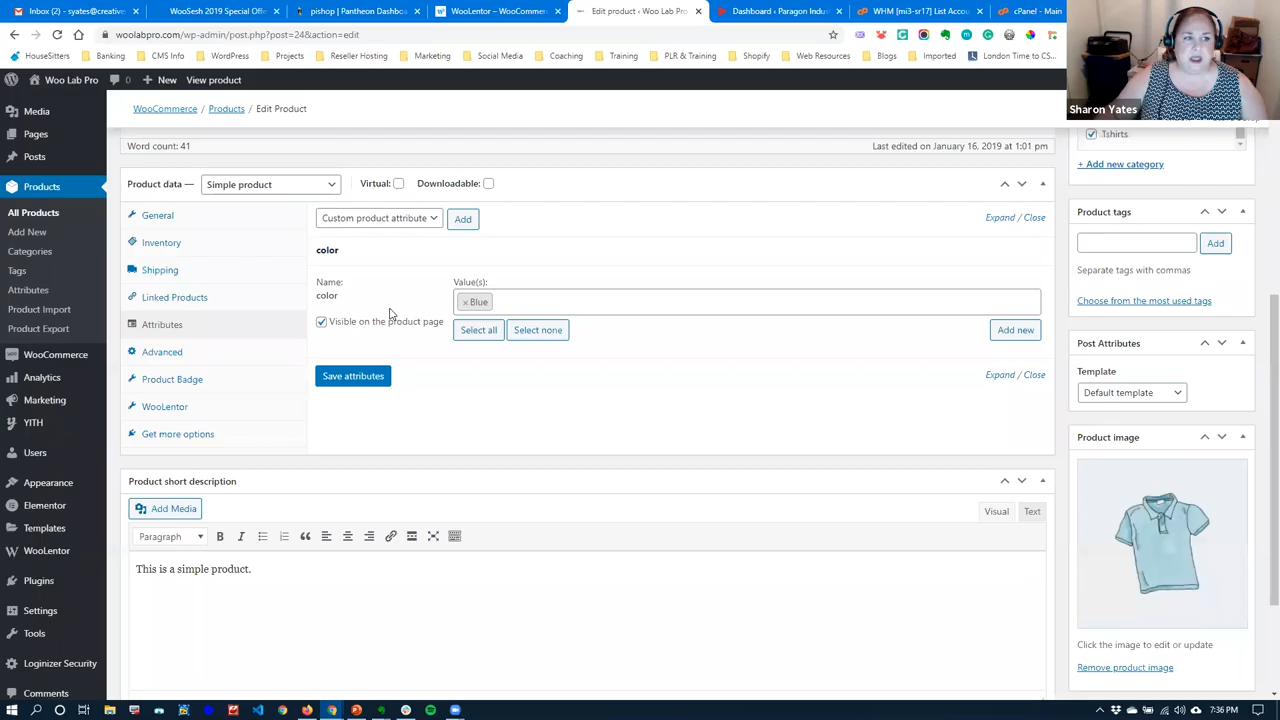 Inbox (2) - syates@creative
WooSesh 2019 Special Offe
pishop | Pantheon Dashboa
WooLentor – WooCommerc
Edit product ‹ Woo Lab Pro
Dashboard ‹ Paragon Indust
WHM [mi3-sr17] List Accou
cPanel - Main
woolabpro.com/wp-admin/post.php?post=24&action=edit
HouseSitters
Banking
CMS Info
WordPress
Projects
Reseller Hosting
Marketing
Coaching
Training
PLR & Training
Shopify
Web Resources
Blogs
Imported
London Time to CS...
Woo Lab Pro
0
New
View product
Sharon Yates
WooCommerce / Products / Edit Product
Media
Pages
Posts
Products
All Products
Add New
Categories
Tags
Attributes
Product Import
Product Export
WooCommerce
Analytics
Marketing
YITH
Users
Appearance
Elementor
Templates
WooLentor
Plugins
Settings
Tools
Loginizer Security
Comments
Word count: 41
Last edited on January 16, 2019 at 1:01 pm
Product data —
Simple product
Virtual:
Downloadable:
General
Inventory
Shipping
Linked Products
Attributes
Advanced
Product Badge
WooLentor
Get more options
Custom product attribute
Add
Expand / Close
color
Name:
color
Value(s):
× Blue
Visible on the product page
Select all
Select none
Add new
Save attributes
Expand / Close
Product short description
Add Media
Visual
Text
Paragraph
This is a simple product.
Tshirts
+ Add new category
Product tags
Add
Separate tags with commas
Choose from the most used tags
Post Attributes
Template
Default template
Product image
Click the image to edit or update
Remove product image
7:36 PM